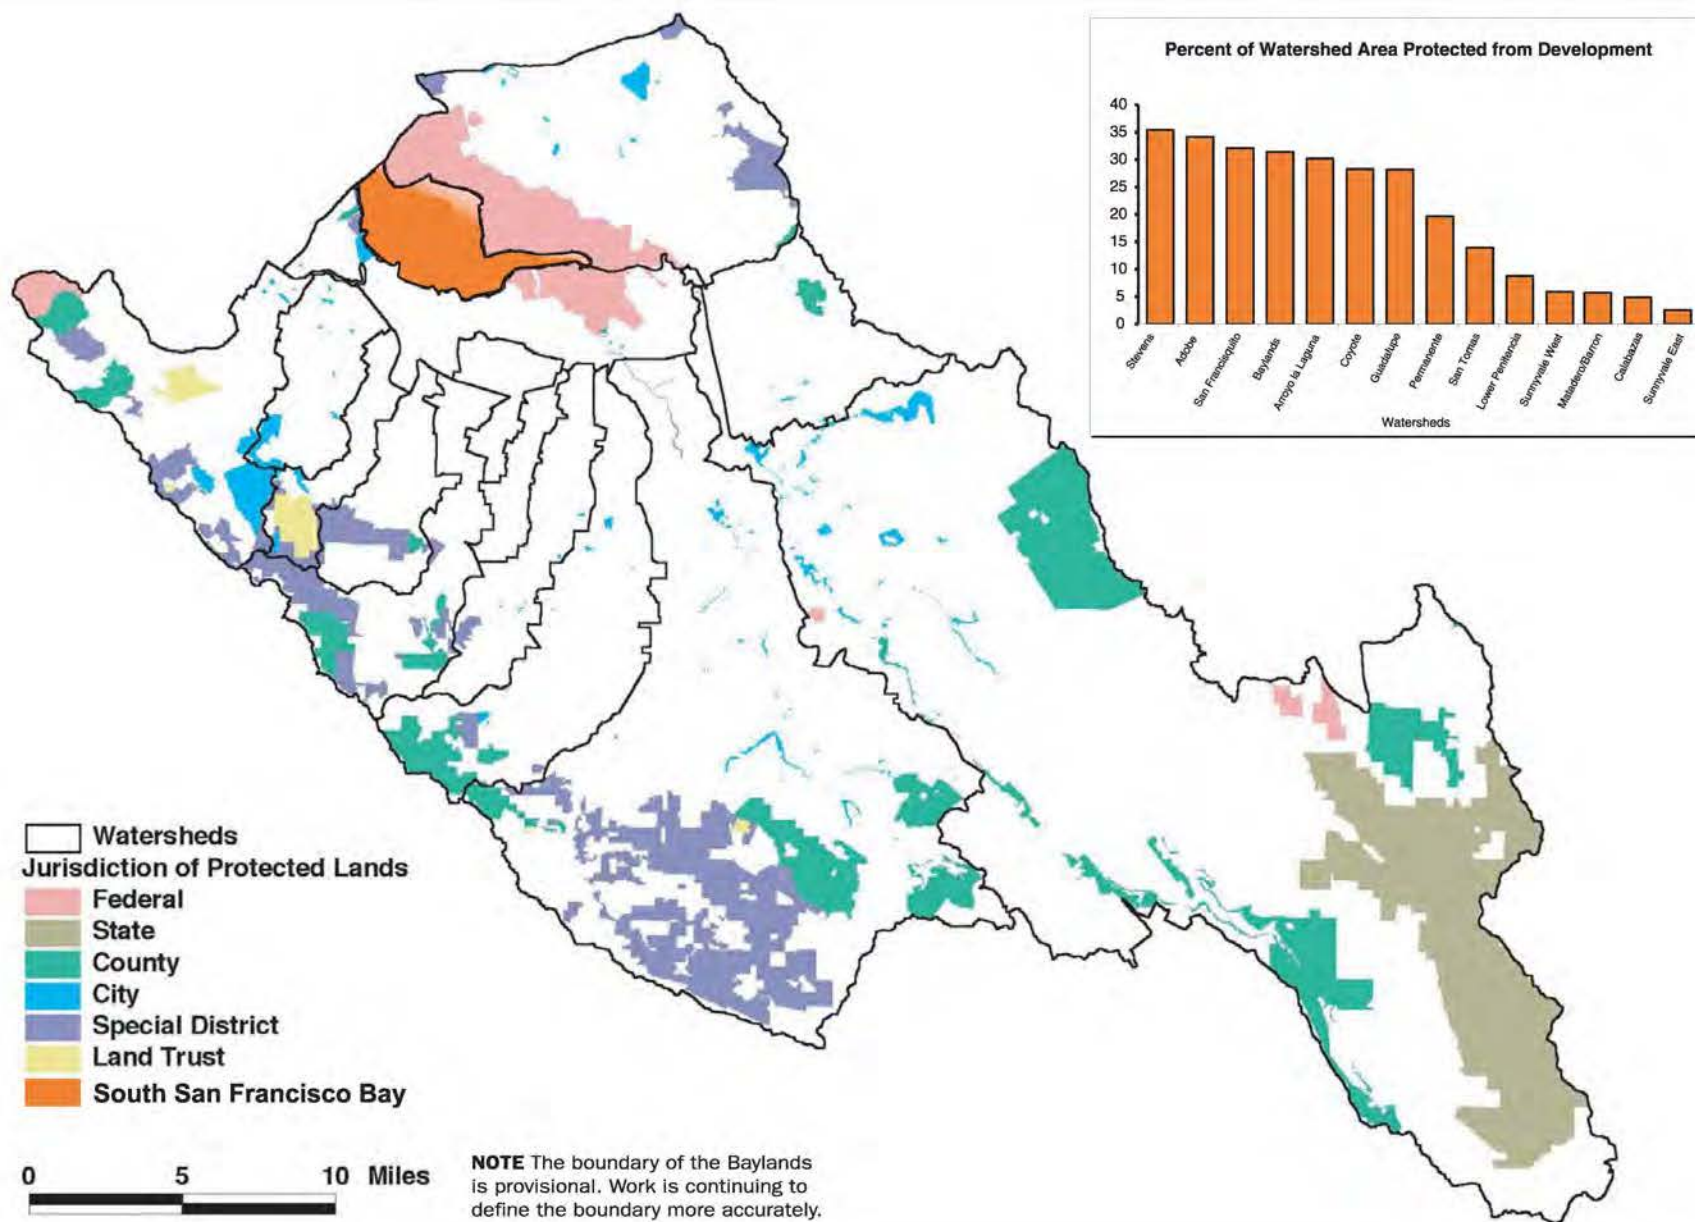 Percent of Watershed Area Protected from Development
40
35
30
25
20
15
10
5
0
Stevens
Adobe
San Francisquito
Baylands
Arroyo la Laguna
Coyote
Guadalupe
Permanente
San Tomas
Lower Penitencia
Sunnyvale West
Matadero/Barron
Calabazas
Sunnyvale East
Watersheds
Watersheds
Jurisdiction of Protected Lands
Federal
State
County
City
Special District
Land Trust
South San Francisco Bay
0 5 10 Miles
NOTE The boundary of the Baylands
is provisional. Work is continuing to
define the boundary more accurately.